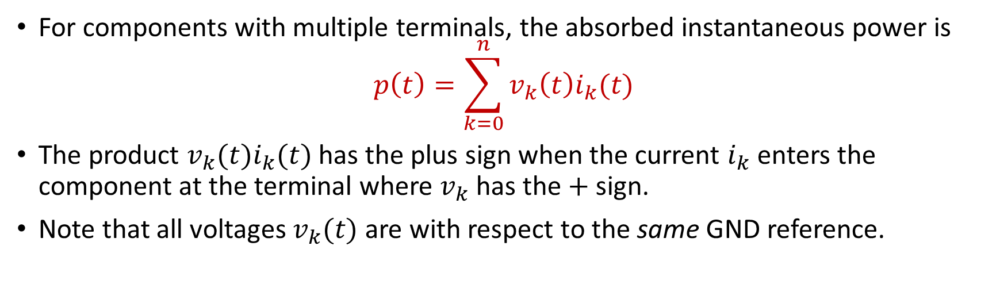 • For components with multiple terminals, the absorbed instantaneous power is
p(t) = ∑_{k=0}^{n} v_k(t)i_k(t)
• The product v_k(t)i_k(t) has the plus sign when the current i_k enters the
component at the terminal where v_k has the + sign.
• Note that all voltages v_k(t) are with respect to the same GND reference.